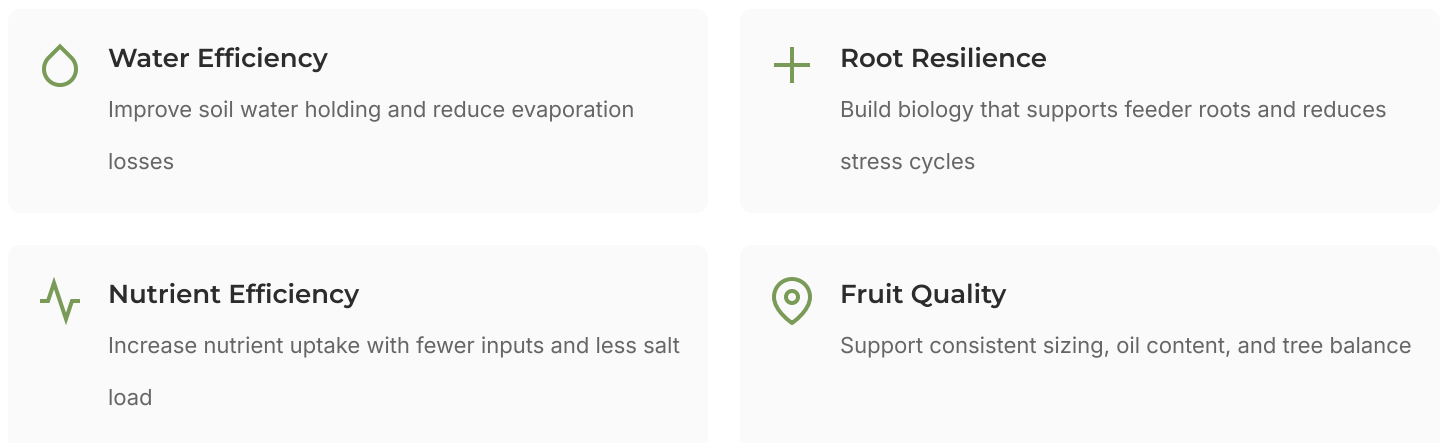 Water Efficiency
Improve soil water holding and reduce evaporation
losses
Root Resilience
Build biology that supports feeder roots and reduces
stress cycles
Nutrient Efficiency
Increase nutrient uptake with fewer inputs and less salt
load
Fruit Quality
Support consistent sizing, oil content, and tree balance